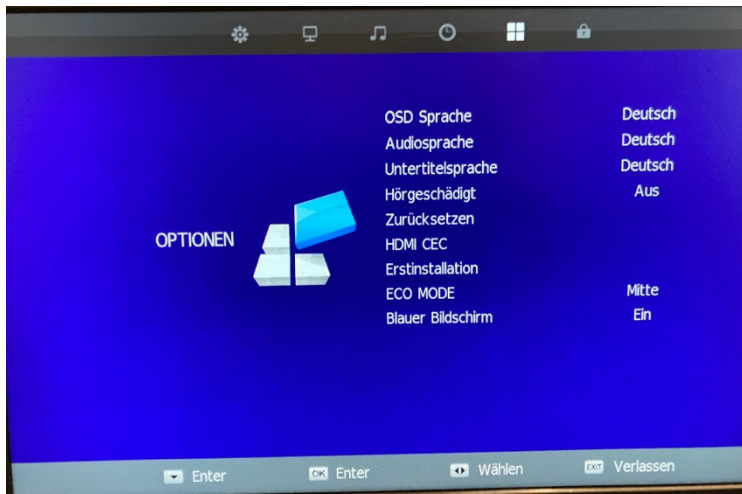 OPTIONEN
OSD Sprache Deutsch
Audiosprache Deutsch
Untertitelsprache Deutsch
Hörgeschädigt Aus
Zurücksetzen
HDMI CEC
Erstinstallation
ECO MODE Mitte
Blauer Bildschirm Ein
Enter OK Enter Wählen EXIT Verlassen